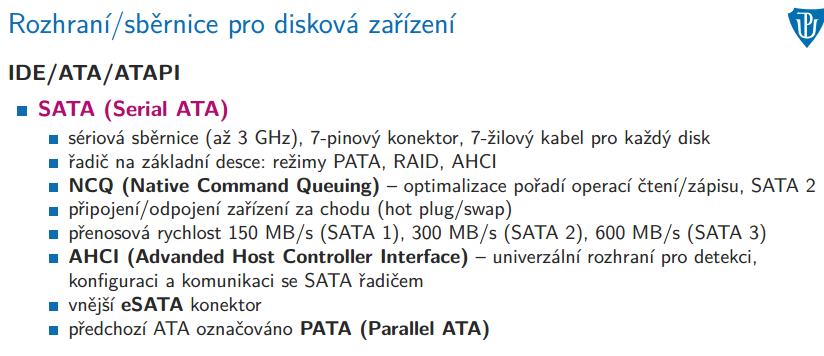 Rozhraní/sběrnice pro disková zařízení
IDE/ATA/ATAPI
SATA (Serial ATA)
sériová sběrnice (až 3 GHz), 7-pinový konektor, 7-žilový kabel pro každý disk
řadič na základní desce: režimy PATA, RAID, AHCI
NCQ (Native Command Queuing) – optimalizace pořadí operací čtení/zápisu, SATA 2
připojení/odpojení zařízení za chodu (hot plug/swap)
přenosová rychlost 150 MB/s (SATA 1), 300 MB/s (SATA 2), 600 MB/s (SATA 3)
AHCI (Advanded Host Controller Interface) – univerzální rozhraní pro detekci,
konfiguraci a komunikaci se SATA řadičem
vnější eSATA konektor
předchozí ATA označováno PATA (Parallel ATA)